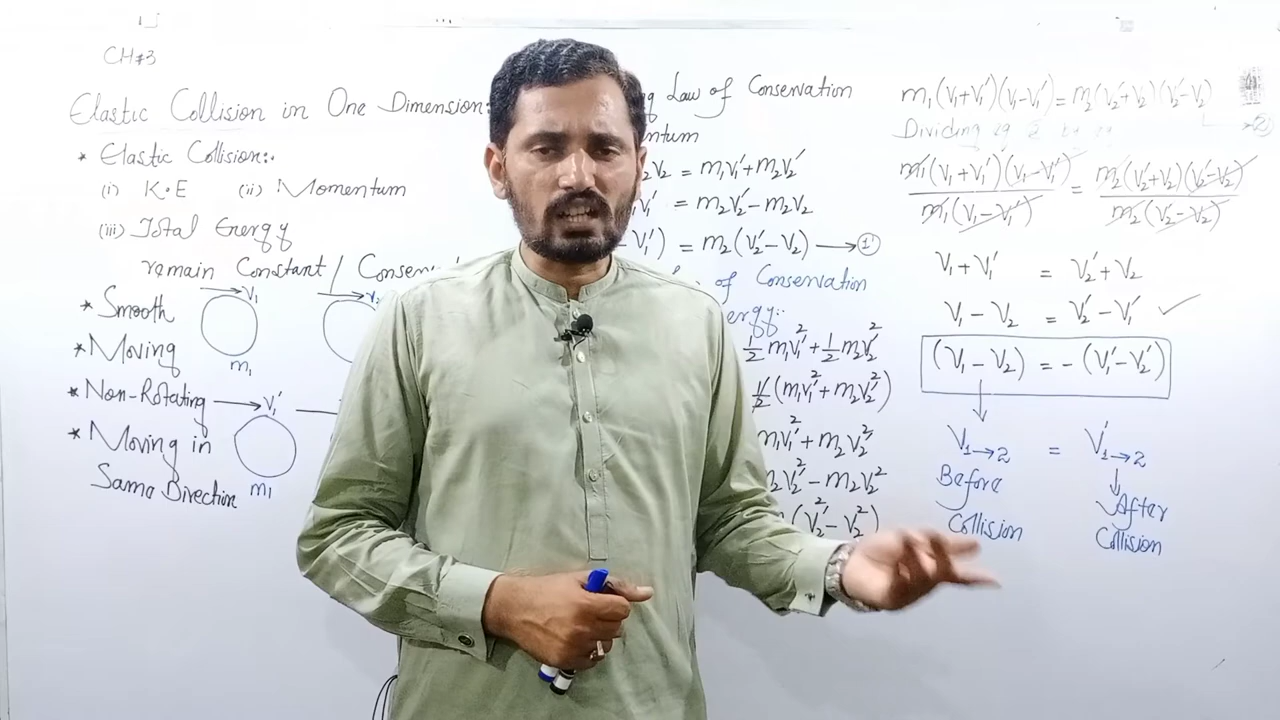 CH#3
Elastic Collision in One Dimension:
* Elastic Collision:.
(i) K.E (ii) Momentum
(iii) Total Energy
remain Constant/
* Smooth
* Moving
* Non-Rotating
* Moving in
Same Direction
V₁
m₁
V₁'
m₁
Law of Conservation
= m₁V₁' + m₂V₂'
= m₂V₂' − m₂V₂
= m₂(V₂' − V₂) → ①'
of Conservation
½m₁V₁'² + ½m₂V₂'²
½(m₁V₁'² + m₂V₂'²)
m₁V₁'² + m₂V₂'²
V₂'² − m₂V₂²
(V₂'² − V₂²)
m₁(V₁+V₁')(V₁−V₁') = m₂(V₂'+V₂)(V₂'−V₂)
Dividing eq 2 by eq
m₁(V₁+V₁')(V₁−V₁') = m₂(V₂'+V₂)(V₂'−V₂)
m₁(V₁−V₁') m₂(V₂'−V₂)
V₁ + V₁' = V₂' + V₂
V₁ − V₂ = V₂' − V₁' ✓
(V₁ − V₂) = −(V₁' − V₂')
V₁→₂ = V'₁→₂
Before
Collision
After
Collision